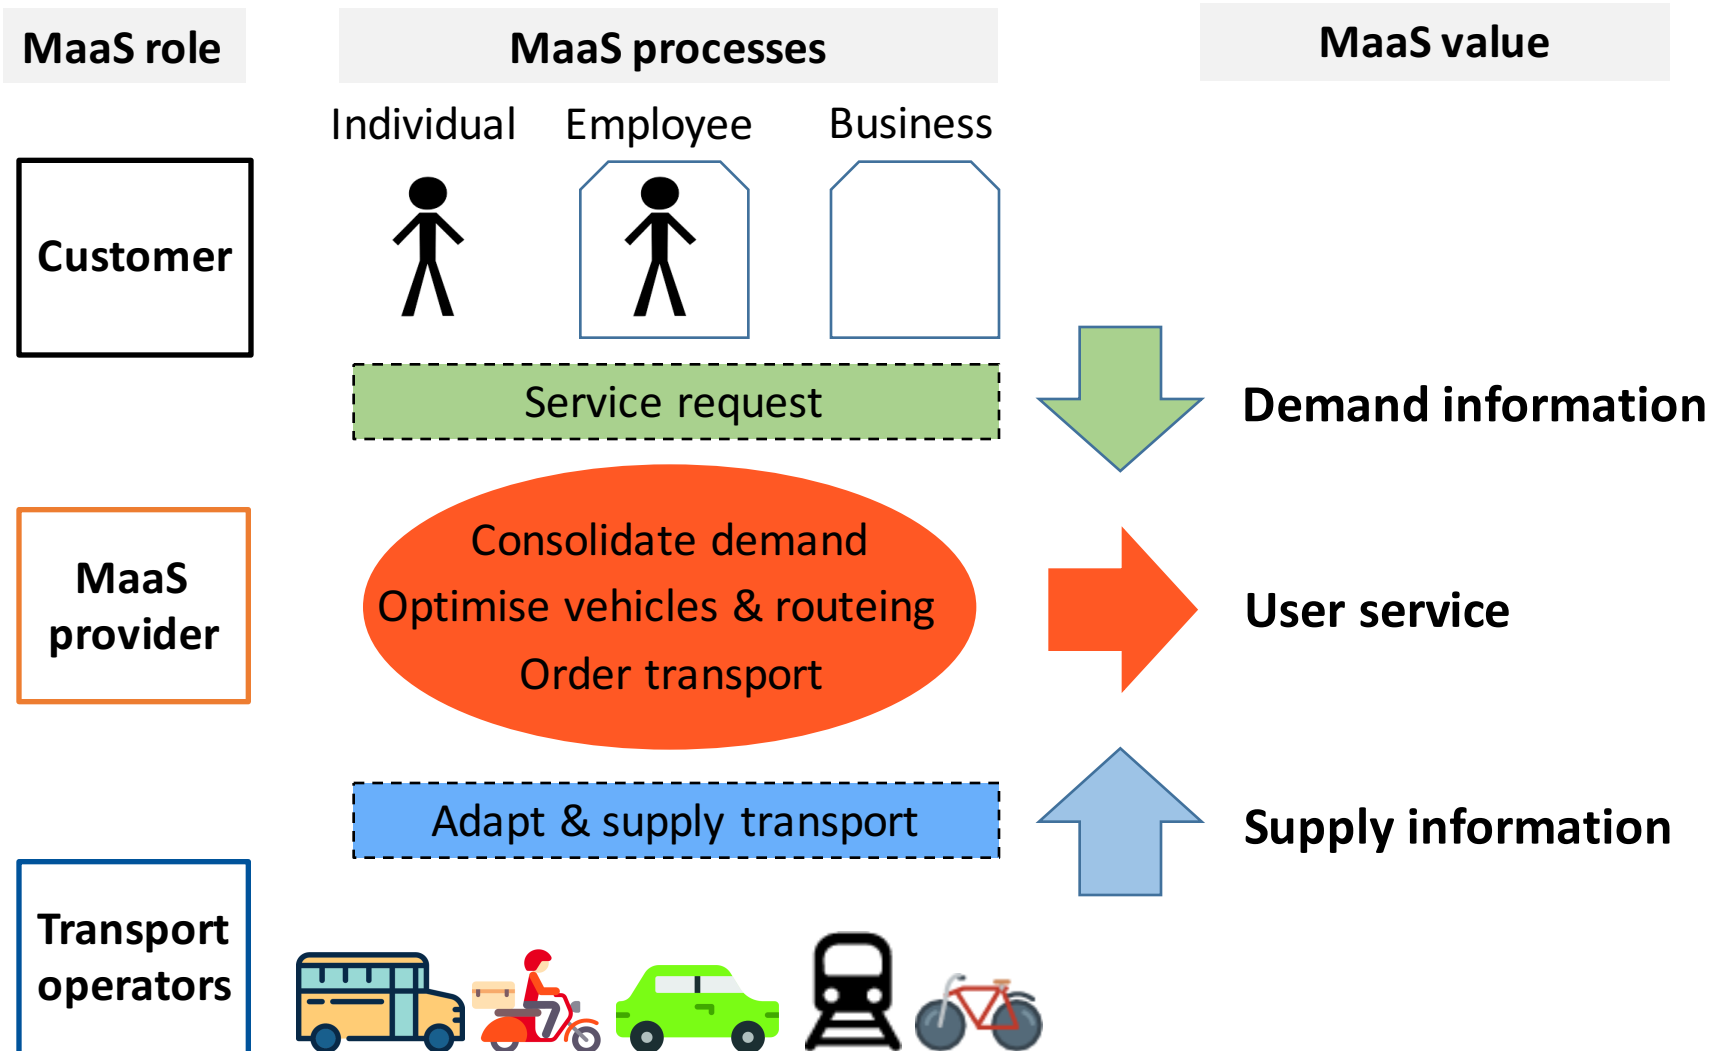 MaaS role
MaaS processes
MaaS value
Individual
Employee
Business
Customer
Service request
Demand information
MaaS
provider
Consolidate demand
Optimise vehicles & routeing
Order transport
User service
Adapt & supply transport
Supply information
Transport
operators